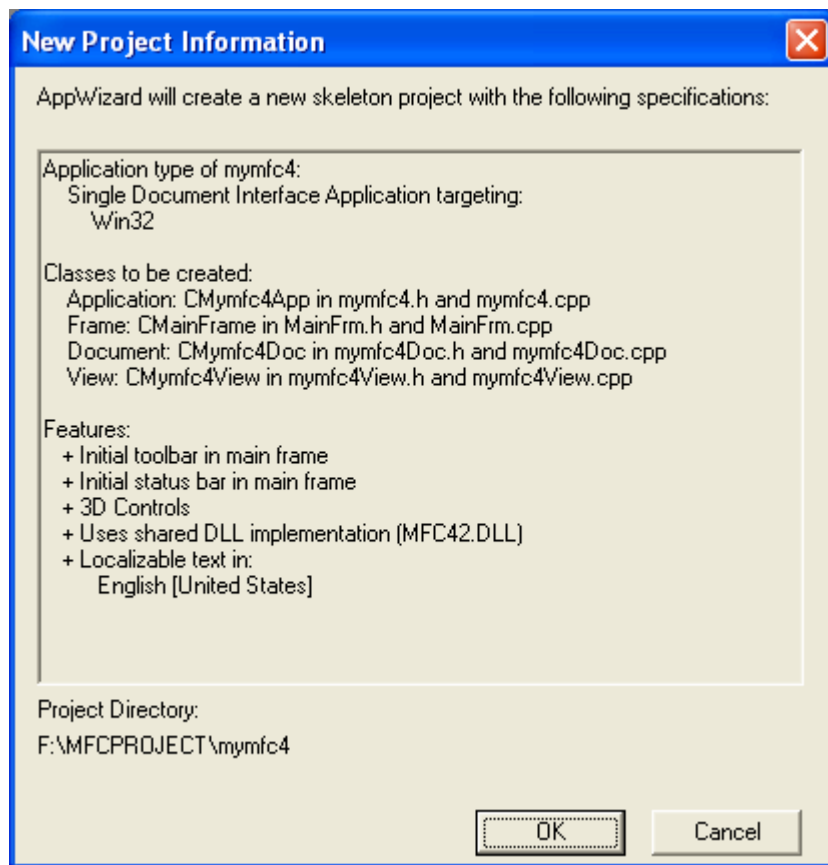 New Project Information
AppWizard will create a new skeleton project with the following specifications:
Application type of mymfc4:
Single Document Interface Application targeting:
Win32
Classes to be created:
Application: CMymfc4App in mymfc4.h and mymfc4.cpp
Frame: CMainFrame in MainFrm.h and MainFrm.cpp
Document: CMymfc4Doc in mymfc4Doc.h and mymfc4Doc.cpp
View: CMymfc4View in mymfc4View.h and mymfc4View.cpp
Features:
+ Initial toolbar in main frame
+ Initial status bar in main frame
+ 3D Controls
+ Uses shared DLL implementation (MFC42.DLL)
+ Localizable text in:
English [United States]
Project Directory:
F:\MFCPROJECT\mymfc4
OK Cancel